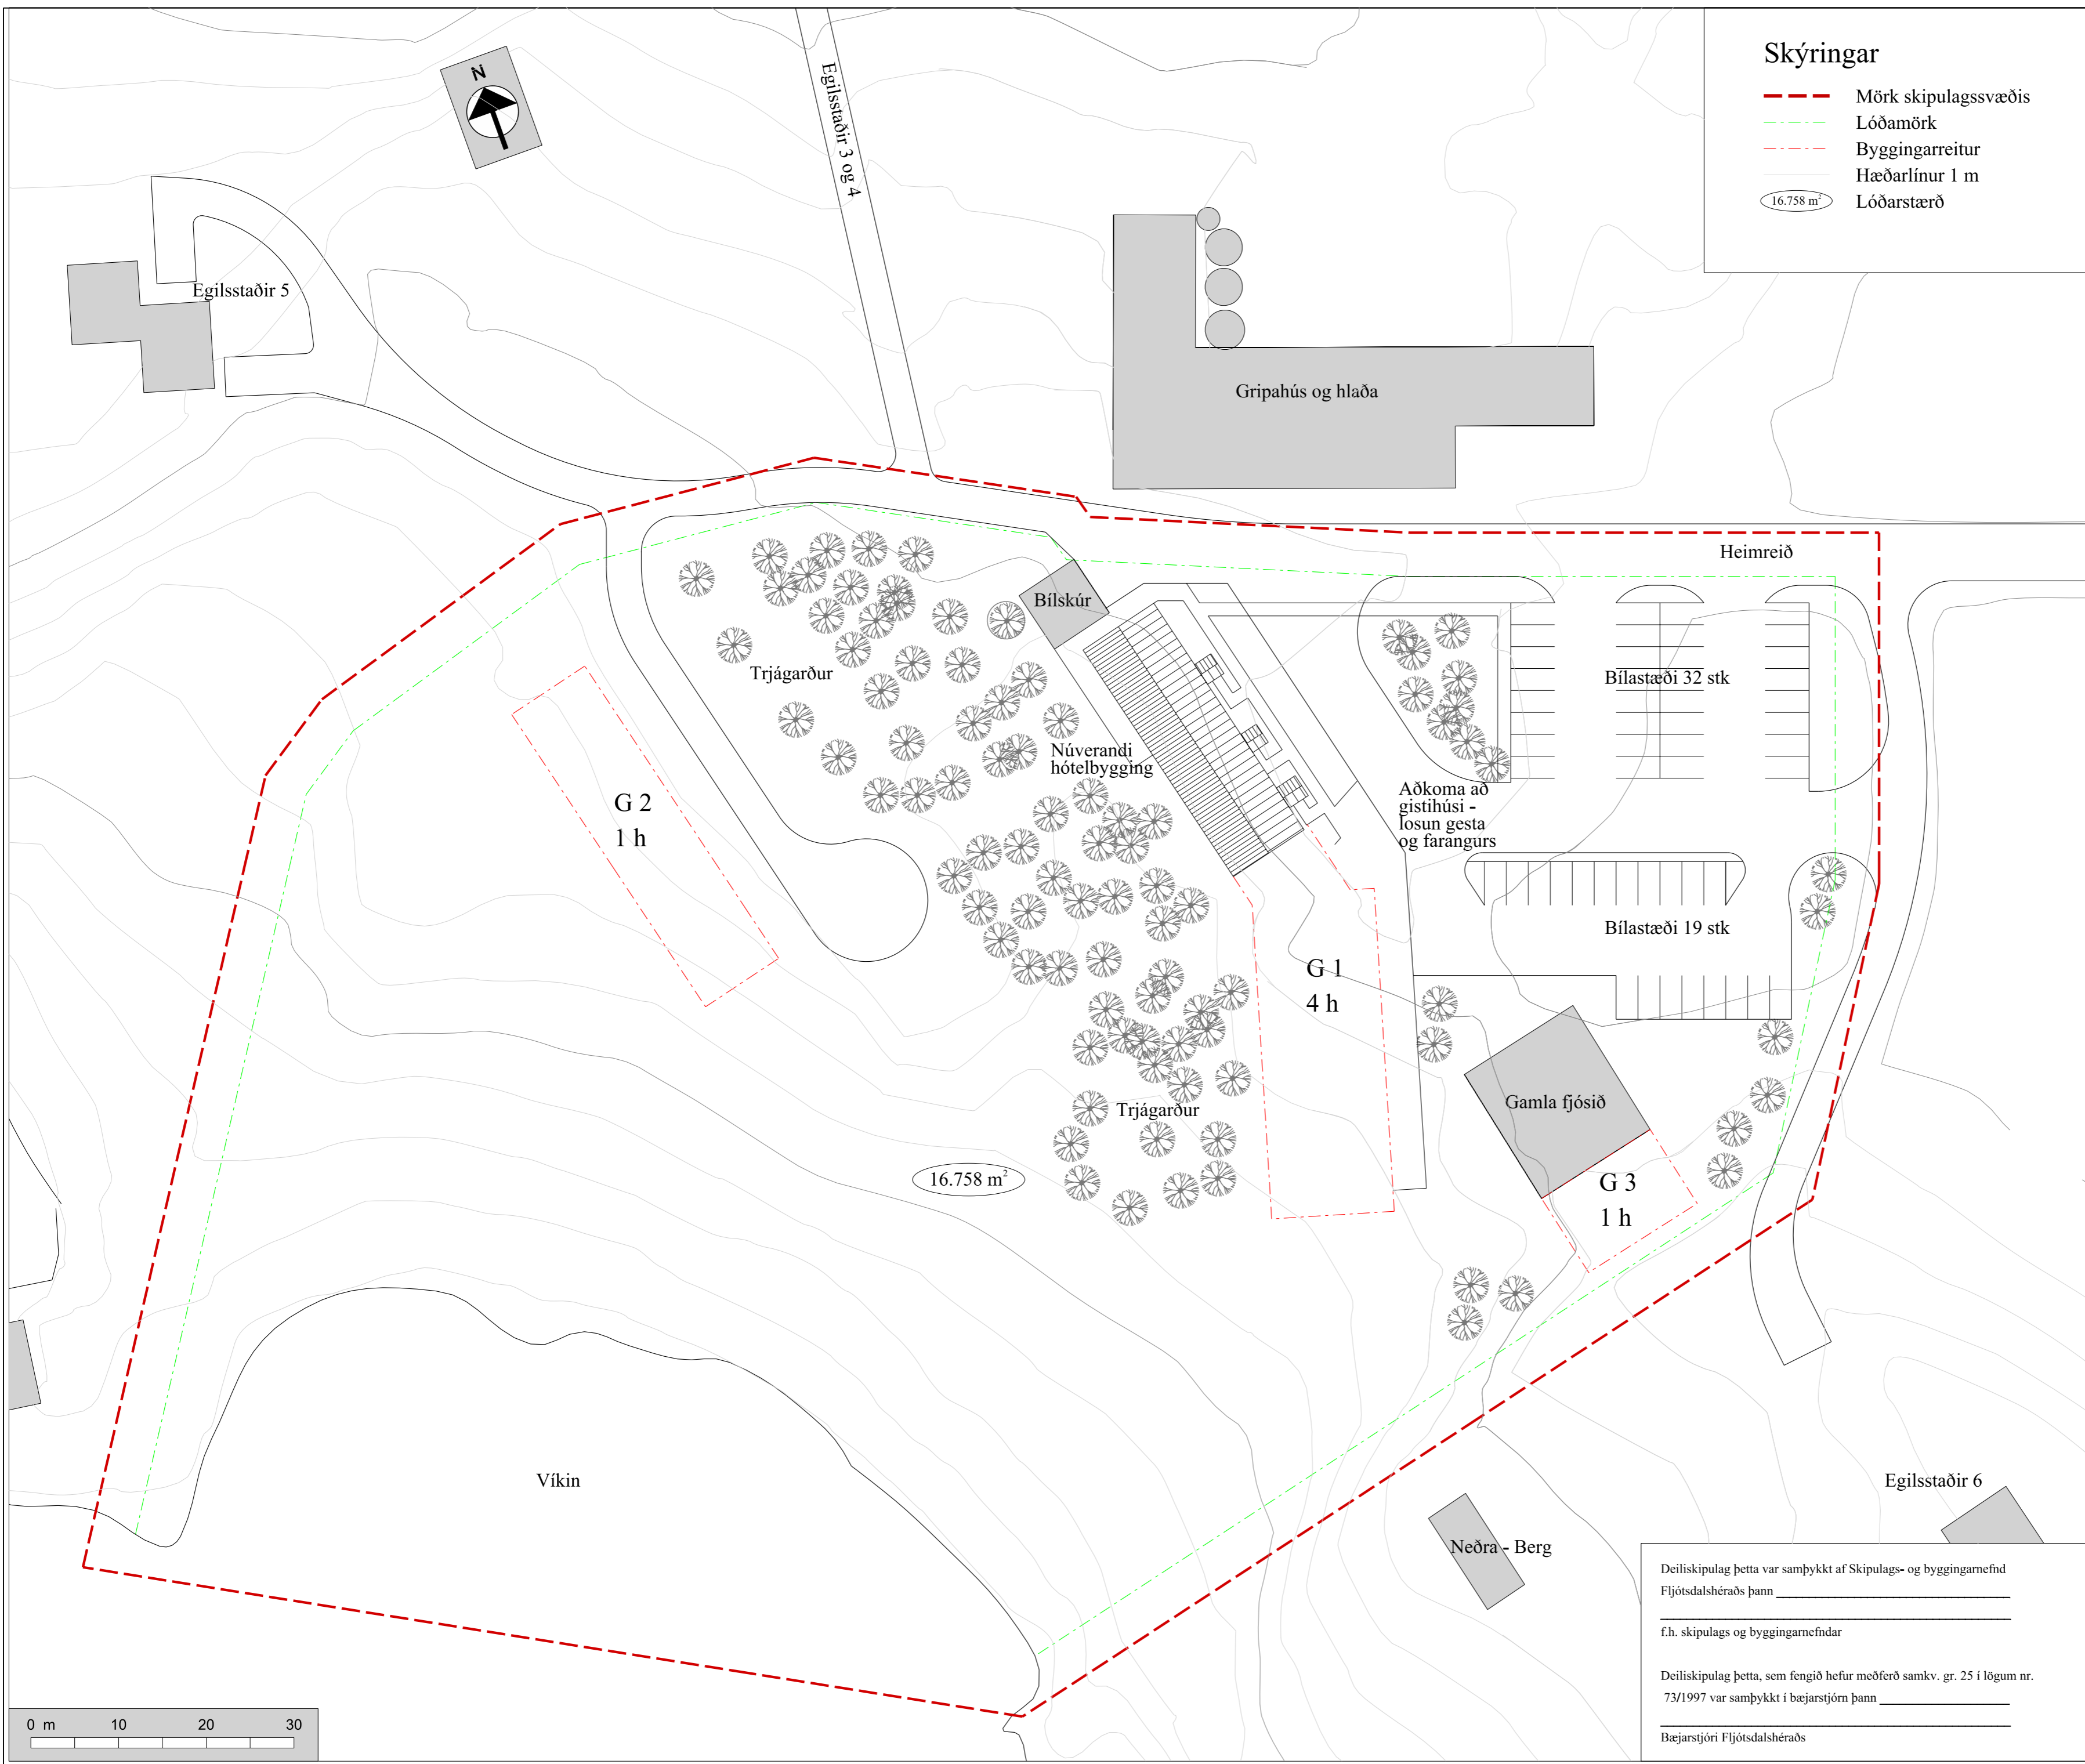 Skýringar
Mörk skipulagssvæðis
Lóðamörk
Byggingarreitur
Hæðarlínur 1 m
16.758 m²
Lóðarstærð
N
Egilsstaðir 3 og 4
Egilsstaðir 5
Gripahús og hlaða
Heimreið
Bílskúr
Trjágarður
Bílastæði 32 stk
Núverandi
hótelbygging
G 2
1 h
Aðkoma að
gistihúsi -
losun gesta
og farangurs
Bílastæði 19 stk
G 1
4 h
Gamla fjósið
Trjágarður
16.758 m²
G 3
1 h
Víkin
Egilsstaðir 6
Neðra - Berg
Deiliskipulag þetta var samþykkt af Skipulags- og byggingarnefnd
Fljótsdalshéraðs þann
f.h. skipulags og byggingarnefndar
Deiliskipulag þetta, sem fengið hefur meðferð samkv. gr. 25 í lögum nr.
73/1997 var samþykkt í bæjarstjórn þann
Bæjarstjóri Fljótsdalshéraðs
0 m 10 20 30